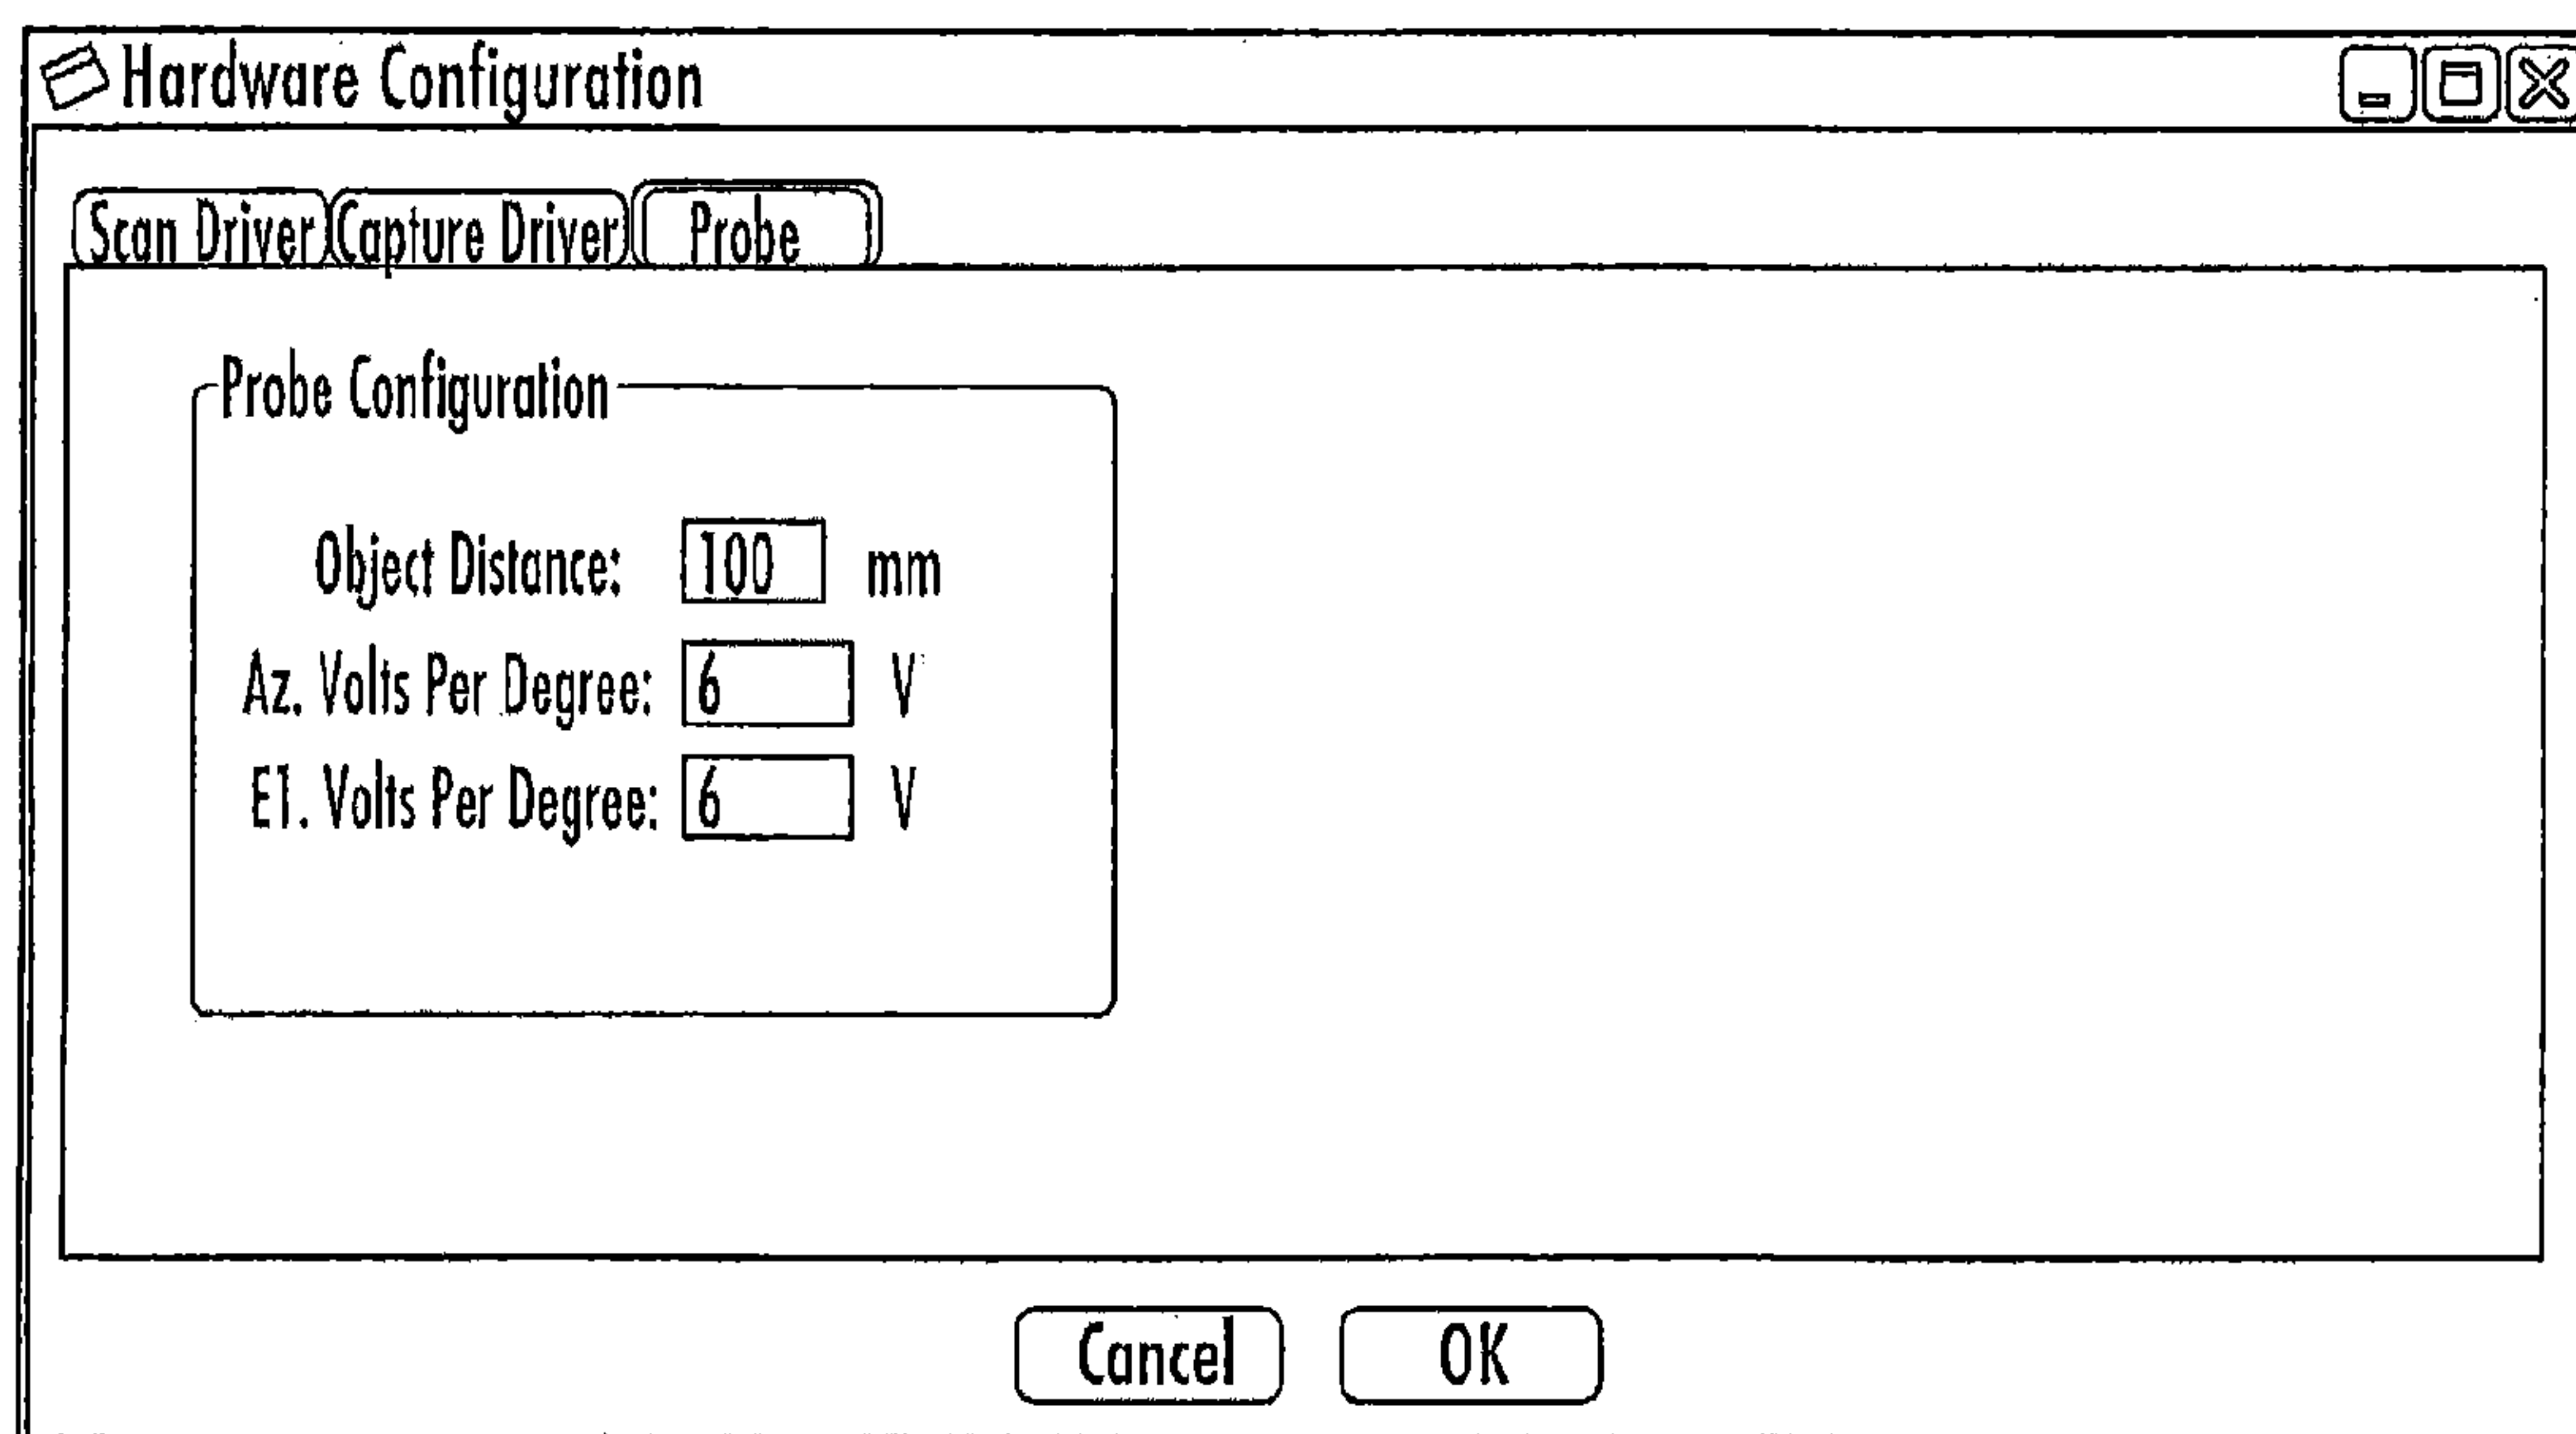 Hardware Configuration
Scan Driver Capture Driver Probe
Probe Configuration
Object Distance: 100 mm
Az. Volts Per Degree: 6 V
E1. Volts Per Degree: 6 V
Cancel OK